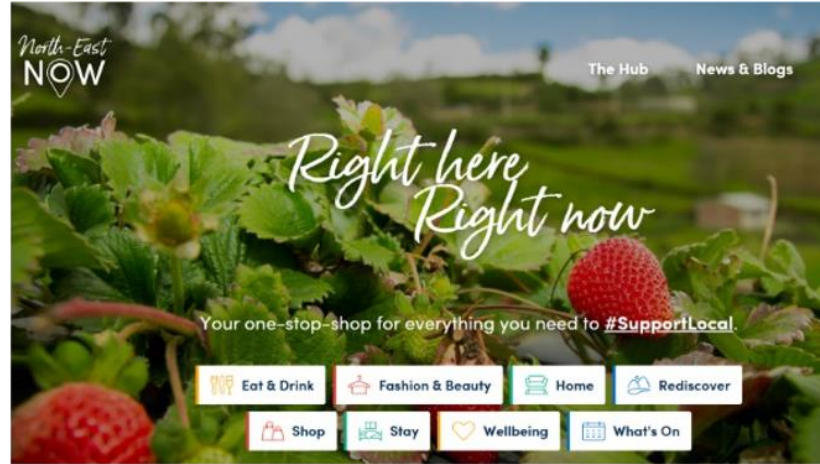 North-East
NOW
The Hub News & Blogs
Right here
Right now
Your one-stop-shop for everything you need to #SupportLocal.
Eat & Drink Fashion & Beauty Home Rediscover
Shop Stay Wellbeing What's On